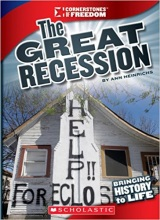 CORNERSTONES
OF FREEDOM
The
GREAT
RECESSION
BY ANN HEINRICHS
HELP!!
FORECLOS
BRINGING
HISTORY to
LIFE
SCHOLASTIC